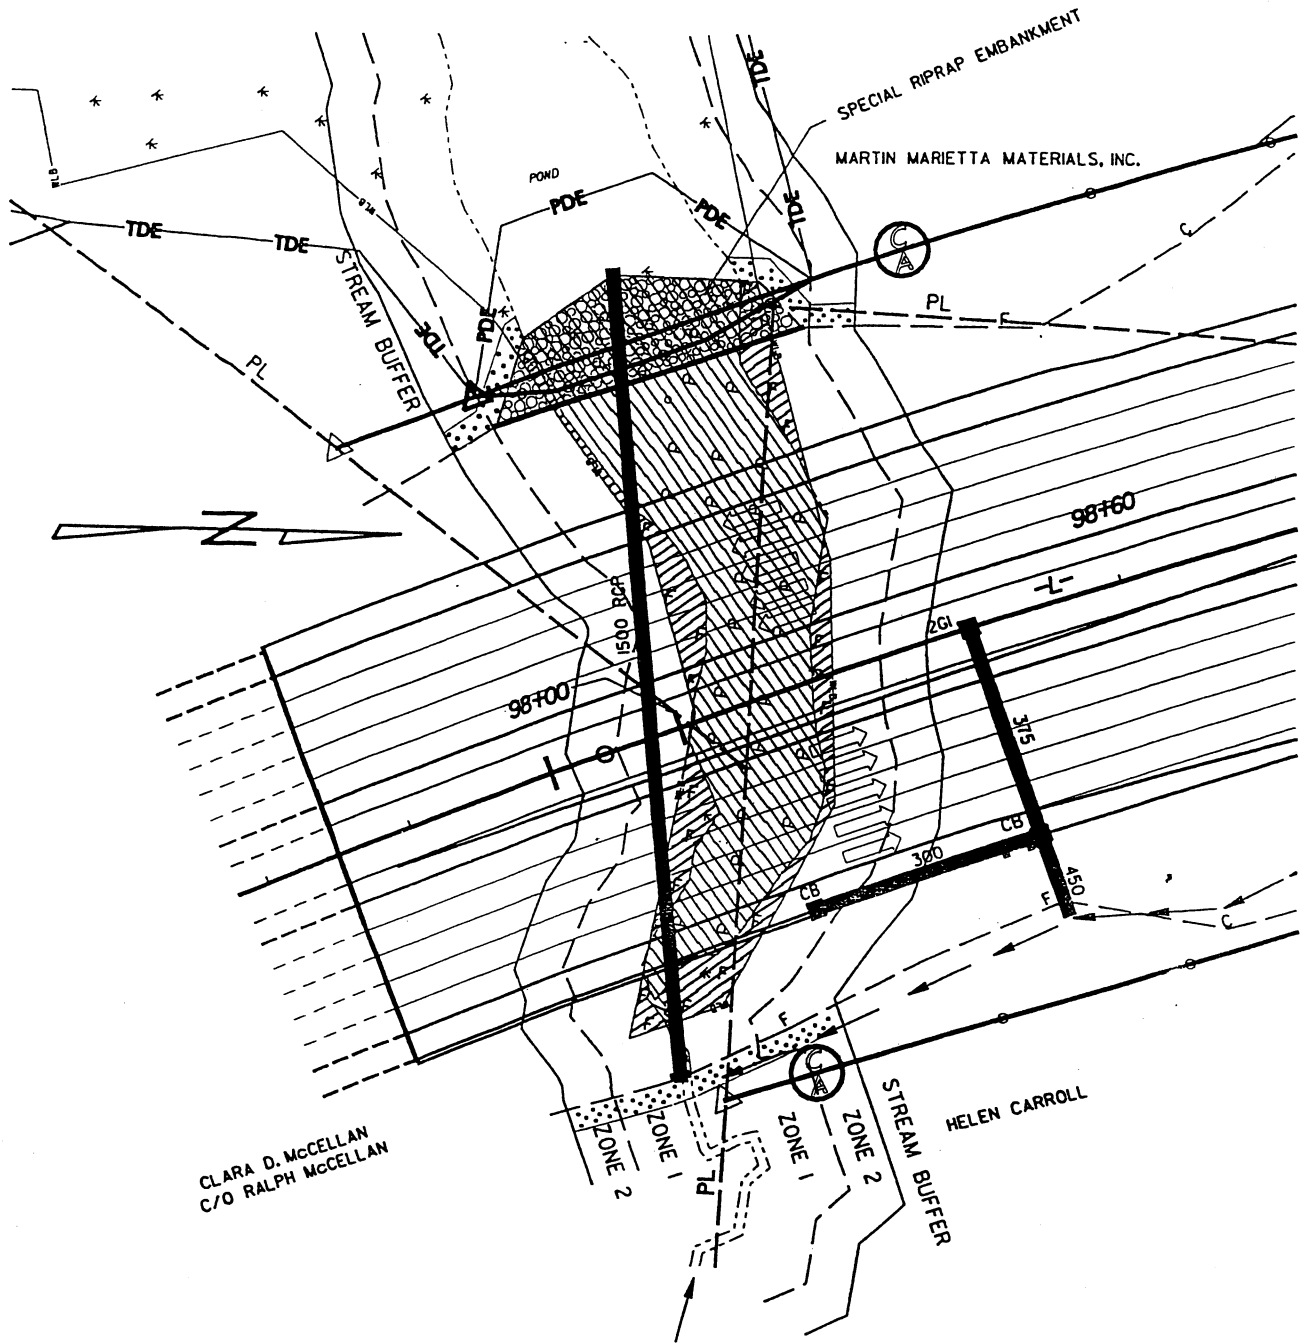 SPECIAL RIPRAP EMBANKMENT
TDE
MARTIN MARIETTA MATERIALS, INC.
WLB
POND
WLB
PDE
PDE
TDE
TDE
TDE
C
A
C
STREAM BUFFER
PL
F
PDE
TDE
PL
98+60
-L-
1500 RCP
2GI
98+00
375
CB
300
CB
450
F
C
F
C
A
STREAM BUFFER
HELEN CARROLL
CLARA D. McCELLAN
C/O RALPH McCELLAN
ZONE 2
ZONE 1
PL
ZONE 1
ZONE 2